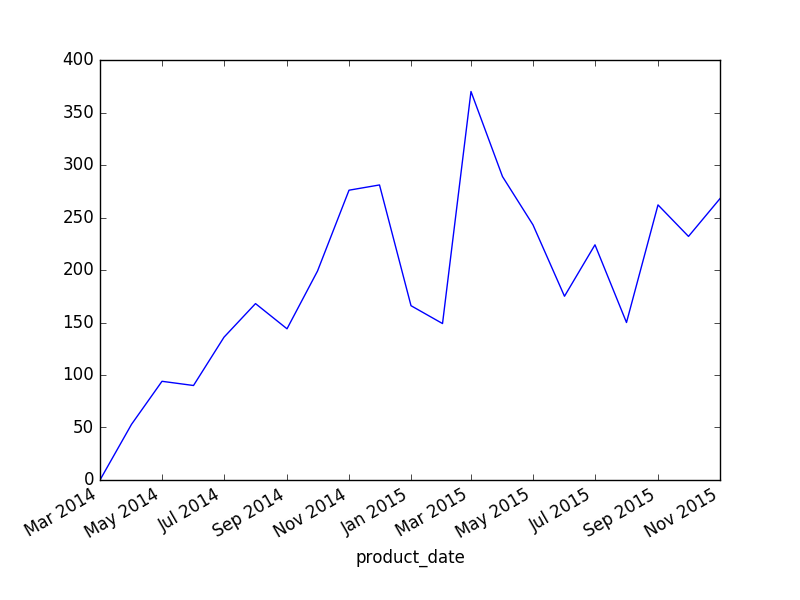 400
350
300
250
200
150
100
50
0
Mar 2014
May 2014
Jul 2014
Sep 2014
Nov 2014
Jan 2015
Mar 2015
May 2015
Jul 2015
Sep 2015
Nov 2015
product_date